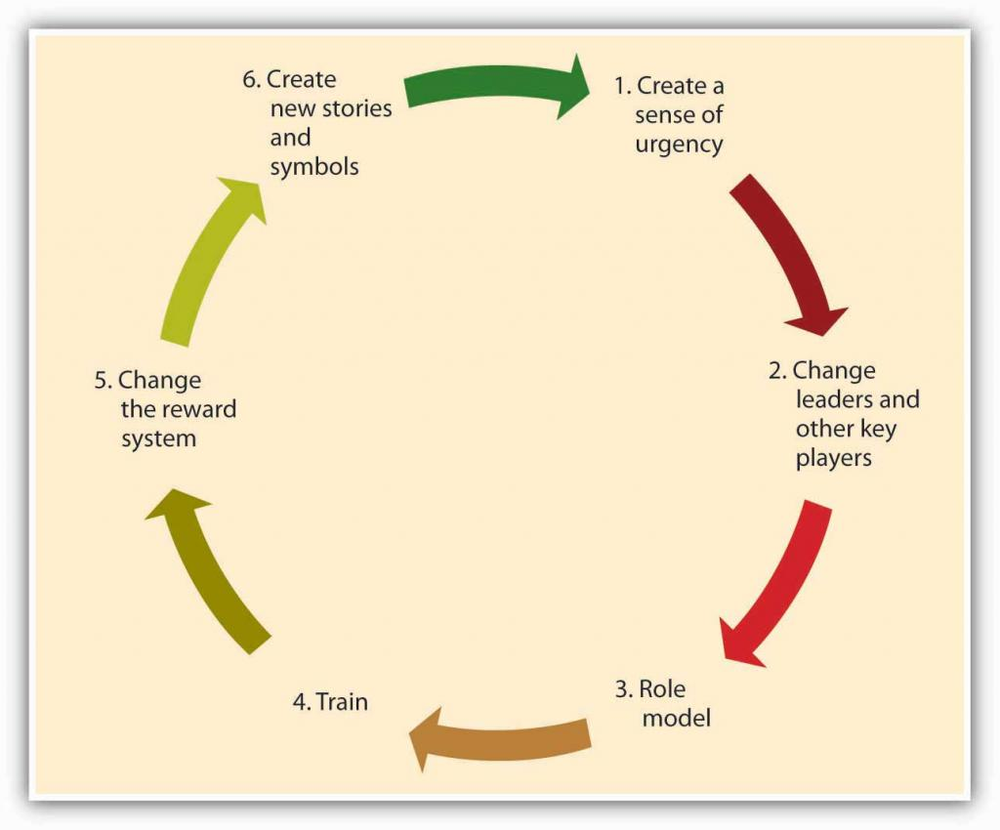 1. Create a
sense of
urgency
2. Change
leaders and
other key
players
3. Role
model
4. Train
5. Change
the reward
system
6. Create
new stories
and
symbols